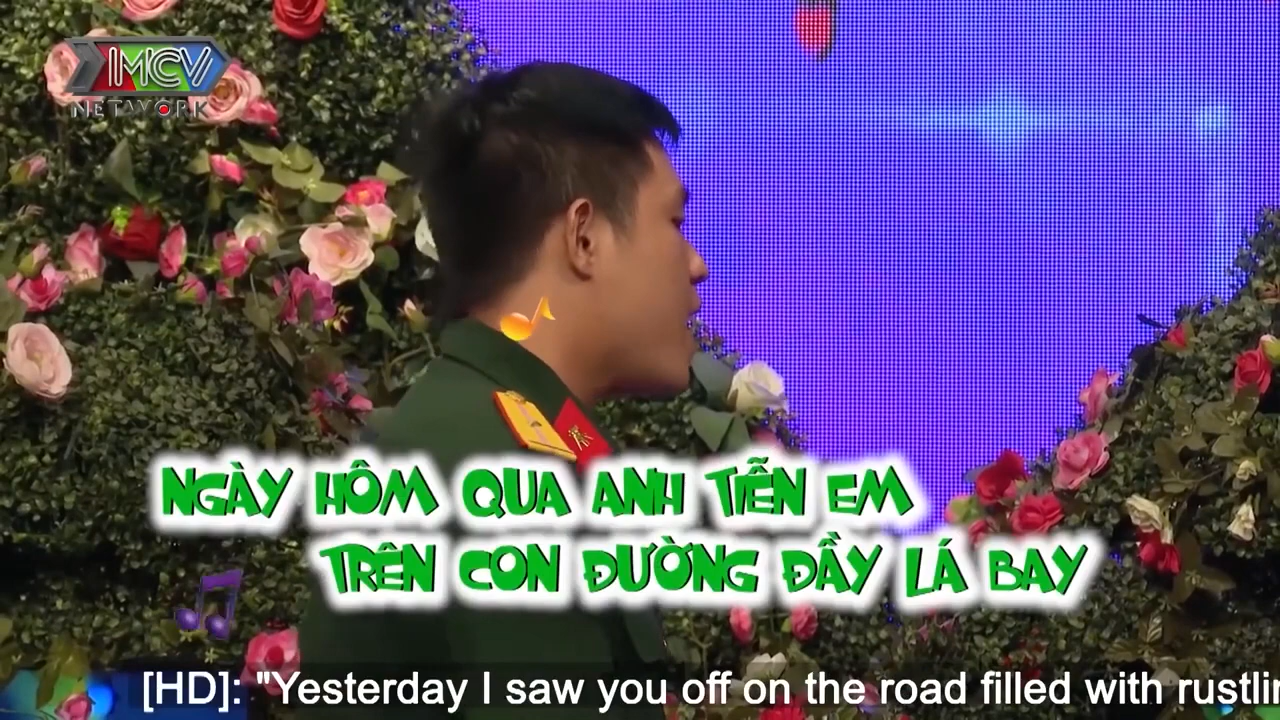 MCV
NETWORK
NGÀY HÔM QUA ANH TIỄN EM
TRÊN CON ĐƯỜNG ĐẦY LÁ BAY
[HD]: "Yesterday I saw you off on the road filled with